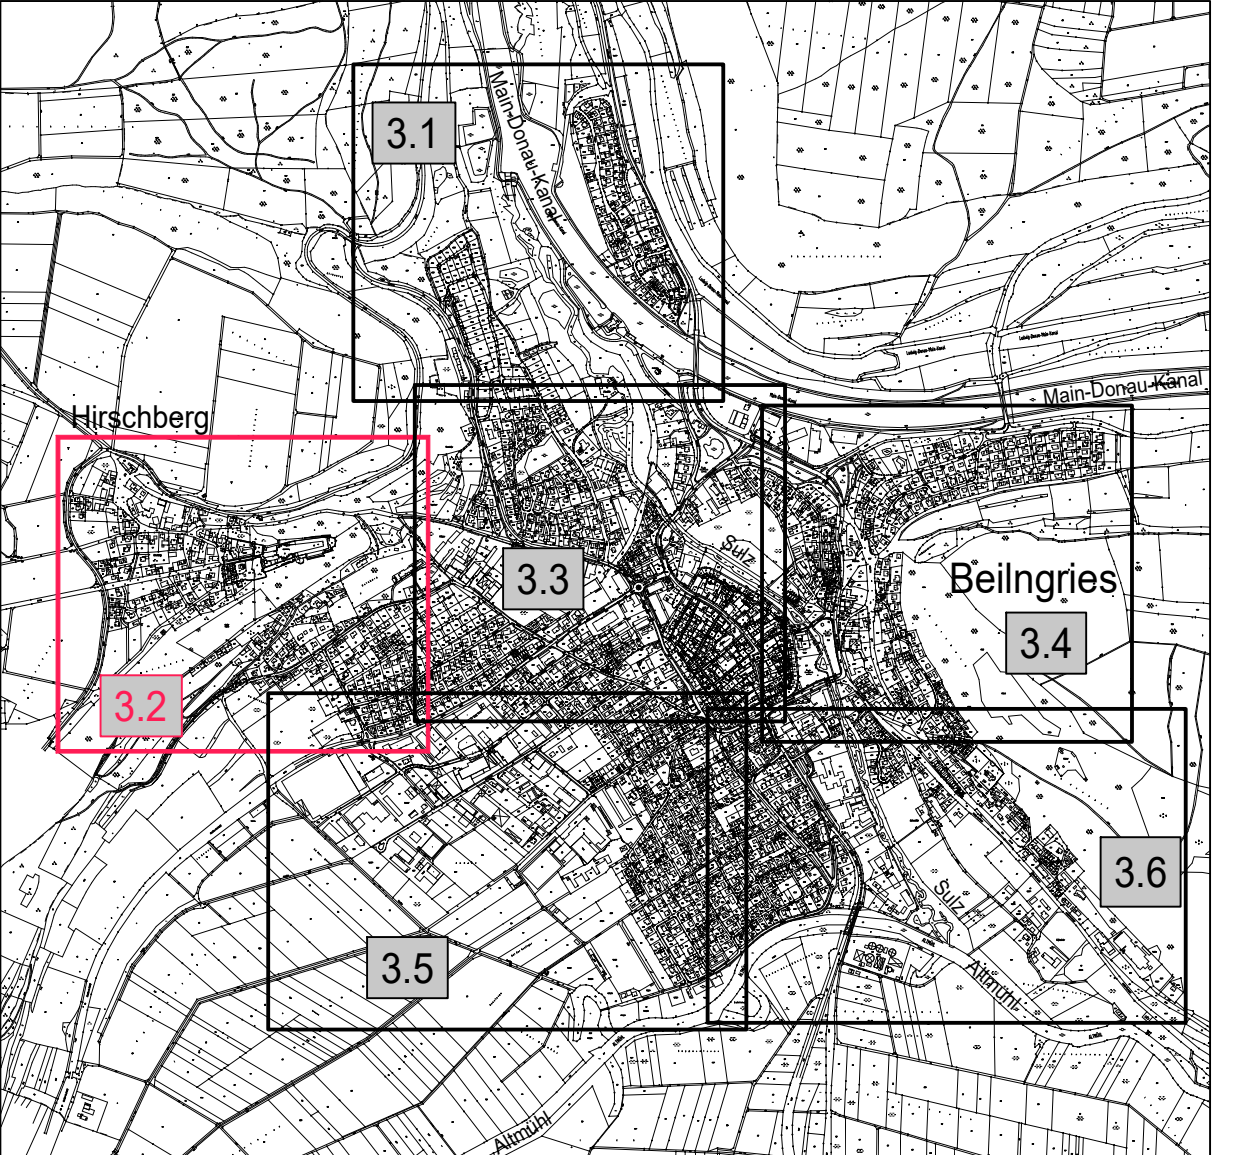 Main-Donau-Kanal
3.1
Main-Donau-Kanal
Hirschberg
Sulz
3.3
Beilngries
3.4
3.2
3.6
Sulz
3.5
Altmühl
Altmühl